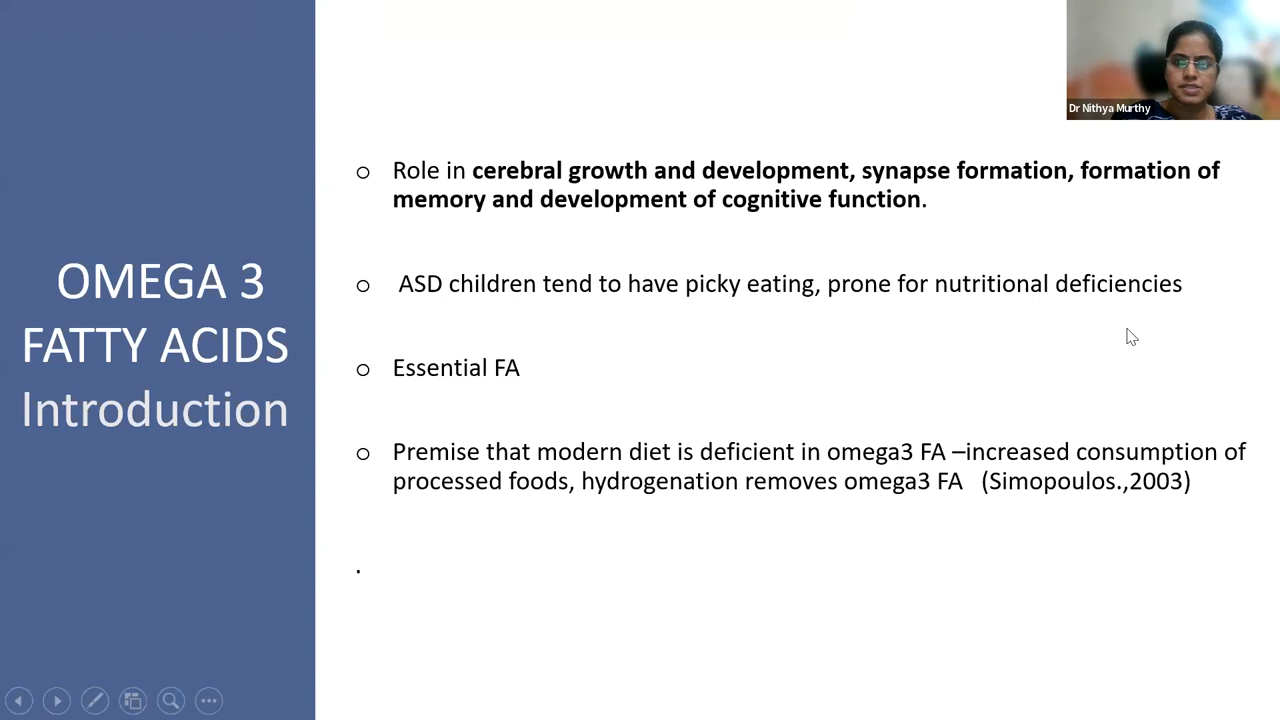 Dr Nithya Murthy
OMEGA 3
FATTY ACIDS
Introduction
o Role in cerebral growth and development, synapse formation, formation of
memory and development of cognitive function.
o ASD children tend to have picky eating, prone for nutritional deficiencies
o Essential FA
o Premise that modern diet is deficient in omega3 FA –increased consumption of
processed foods, hydrogenation removes omega3 FA (Simopoulos.,2003)
.